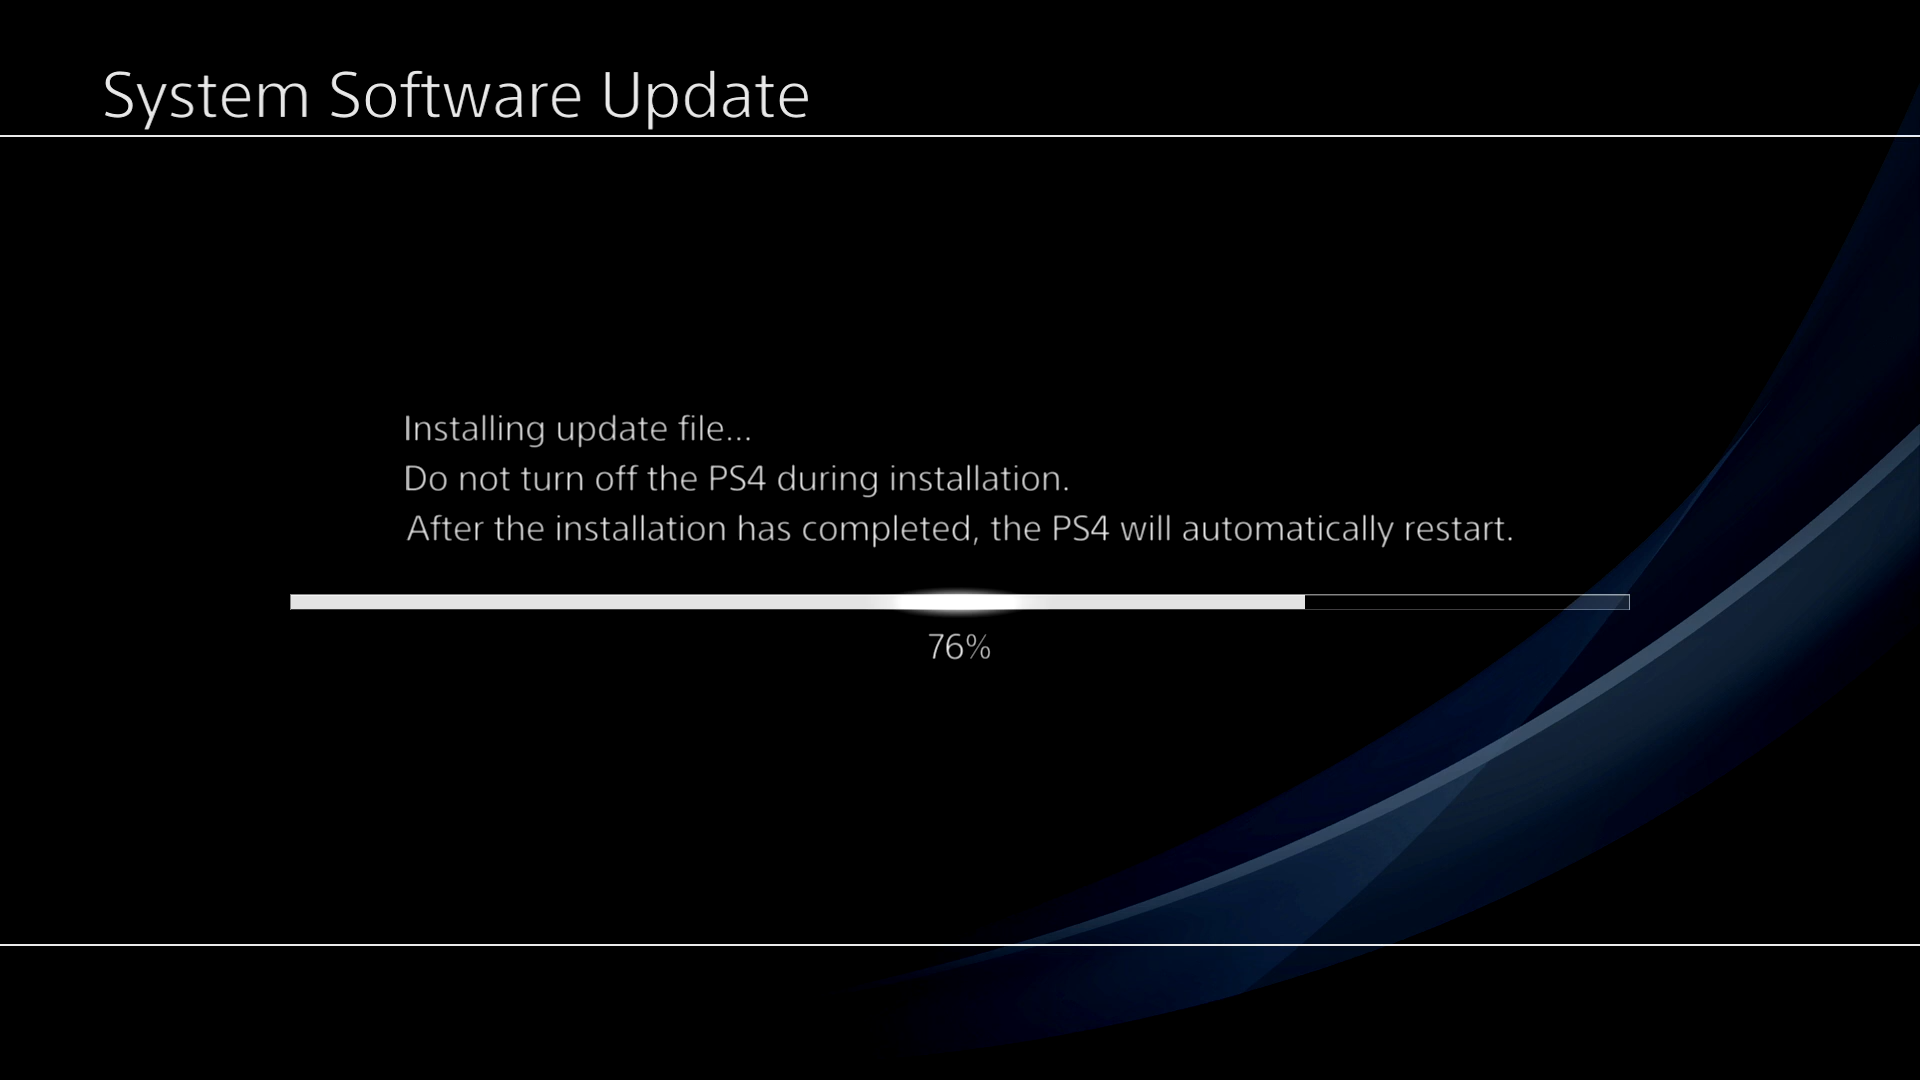 System Software Update
Installing update file...
Do not turn off the PS4 during installation.
After the installation has completed, the PS4 will automatically restart.
76%